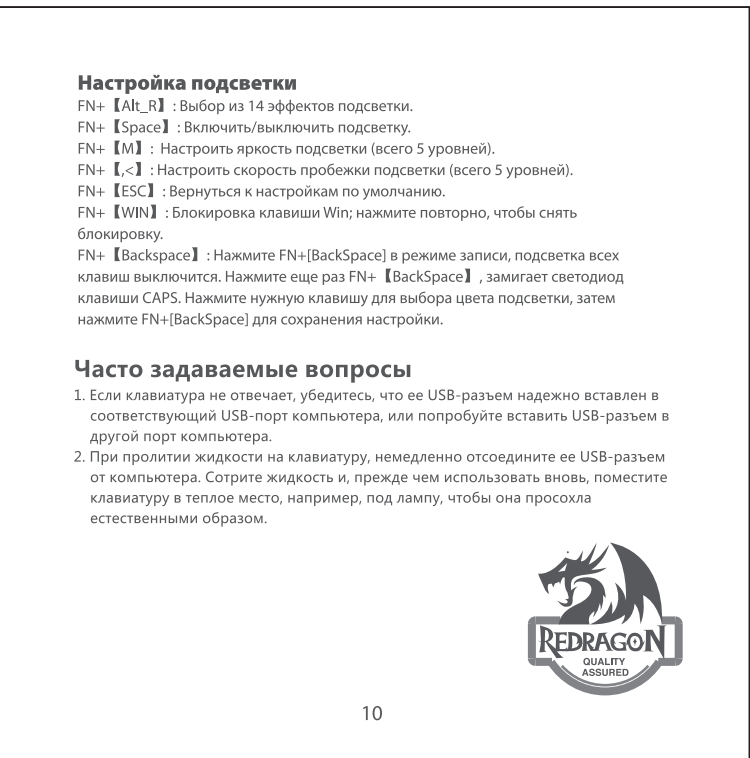 Настройка подсветки
FN+【Alt_R】: Выбор из 14 эффектов подсветки.
FN+【Space】: Включить/выключить подсветку.
FN+【M】:  Настроить яркость подсветки (всего 5 уровней).
FN+【,<】: Настроить скорость пробежки подсветки (всего 5 уровней).
FN+【ESC】: Вернуться к настройкам по умолчанию.
FN+【WIN】: Блокировка клавиши Win; нажмите повторно, чтобы снять
блокировку.
FN+【Backspace】: Нажмите FN+[BackSpace] в режиме записи, подсветка всех
клавиш выключится. Нажмите еще раз FN+【BackSpace】, замигает светодиод
клавиши CAPS. Нажмите нужную клавишу для выбора цвета подсветки, затем
нажмите FN+[BackSpace] для сохранения настройки.
Часто задаваемые вопросы
1. Если клавиатура не отвечает, убедитесь, что ее USB-разъем надежно вставлен в
соответствующий USB-порт компьютера, или попробуйте вставить USB-разъем в
другой порт компьютера.
2. При пролитии жидкости на клавиатуру, немедленно отсоедините ее USB-разъем
от компьютера. Сотрите жидкость и, прежде чем использовать вновь, поместите
клавиатуру в теплое место, например, под лампу, чтобы она просохла
естественными образом.
REDRAGON
QUALITY
ASSURED
10